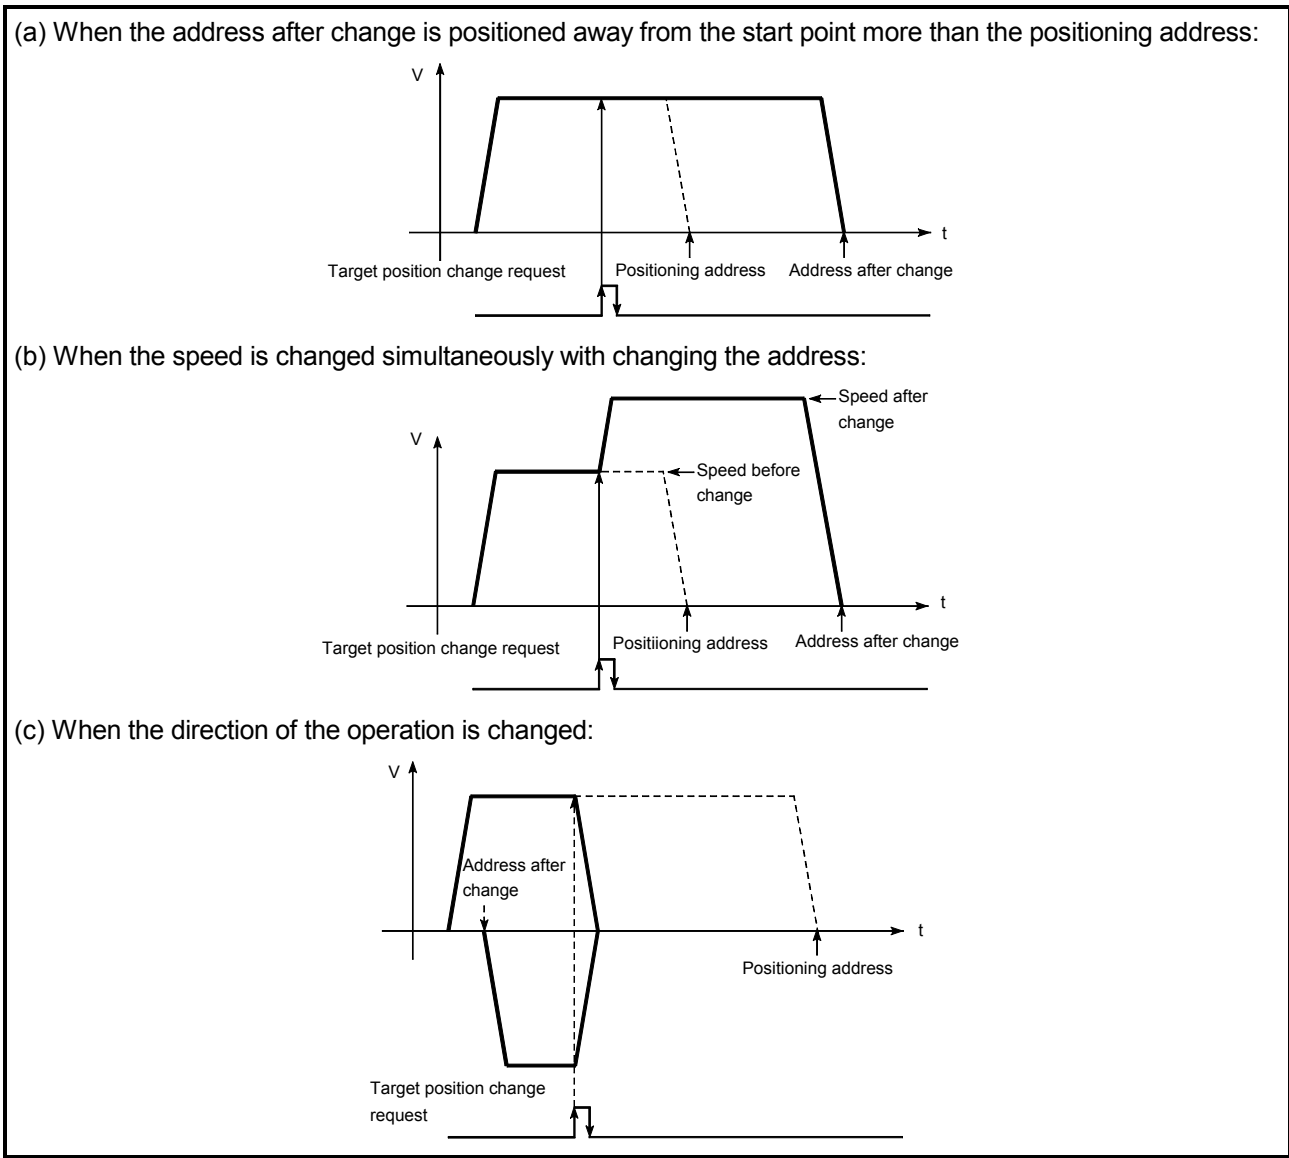 (a) When the address after change is positioned away from the start point more than the positioning address:
V
t
Target position change request
Positioning address
Address after change
(b) When the speed is changed simultaneously with changing the address:
Speed after
change
V
Speed before
change
t
Target position change request
Positiioning address
Address after change
(c) When the direction of the operation is changed:
V
Address after
change
t
Positioning address
Target position change
request